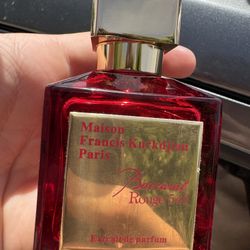 Maison
Francis Kurkdjian
Paris
Baccarat
Rouge 540
Extrait de parfum